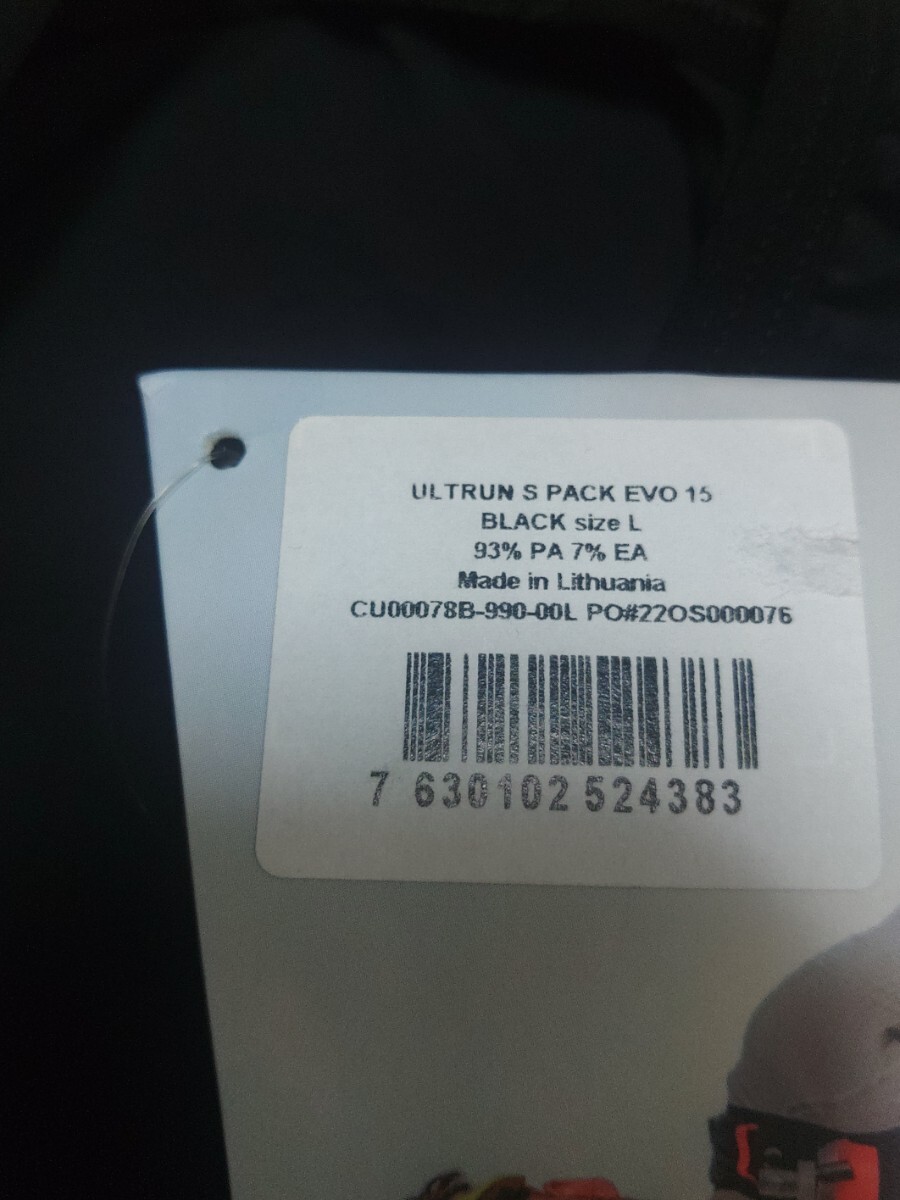 ULTRUN S PACK EVO 15
BLACK size L
93% PA 7% EA
Made in Lithuania
CU00078B-990-00L PO#22OS000076
7 630102 524383